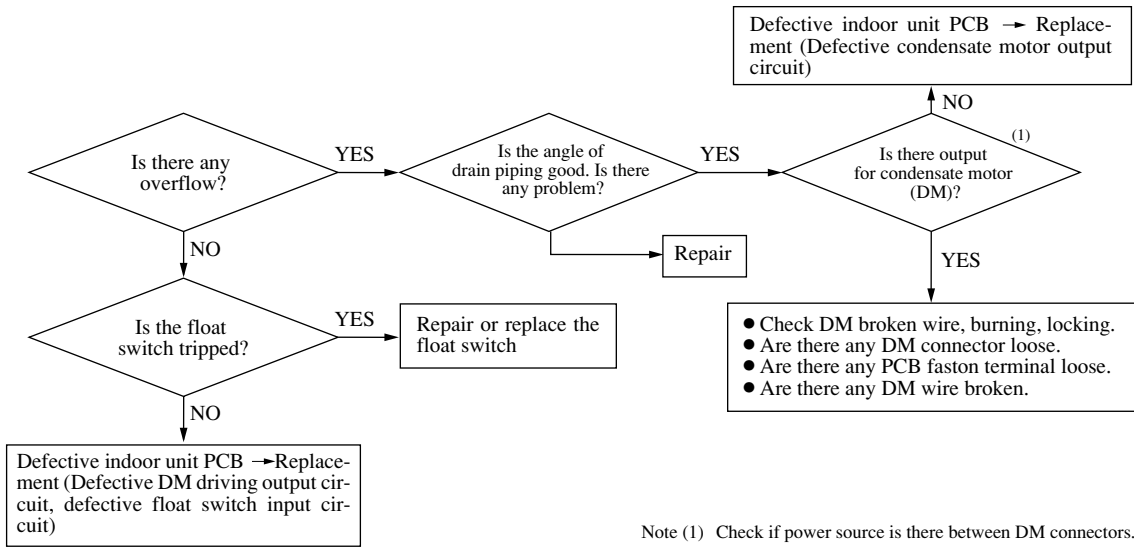 Defective indoor unit PCB → Replace-
ment (Defective condensate motor output
circuit)
NO
(1)
Is there any
overflow?
YES
Is the angle of
drain piping good. Is there
any problem?
YES
Is there output
for condensate motor
(DM)?
NO
Repair
YES
Is the float
switch tripped?
YES
Repair or replace the
float switch
● Check DM broken wire, burning, locking.
● Are there any DM connector loose.
● Are there any PCB faston terminal loose.
● Are there any DM wire broken.
NO
Defective indoor unit PCB →Replace-
ment (Defective DM driving output cir-
cuit, defective float switch input cir-
cuit)
Note (1) Check if power source is there between DM connectors.